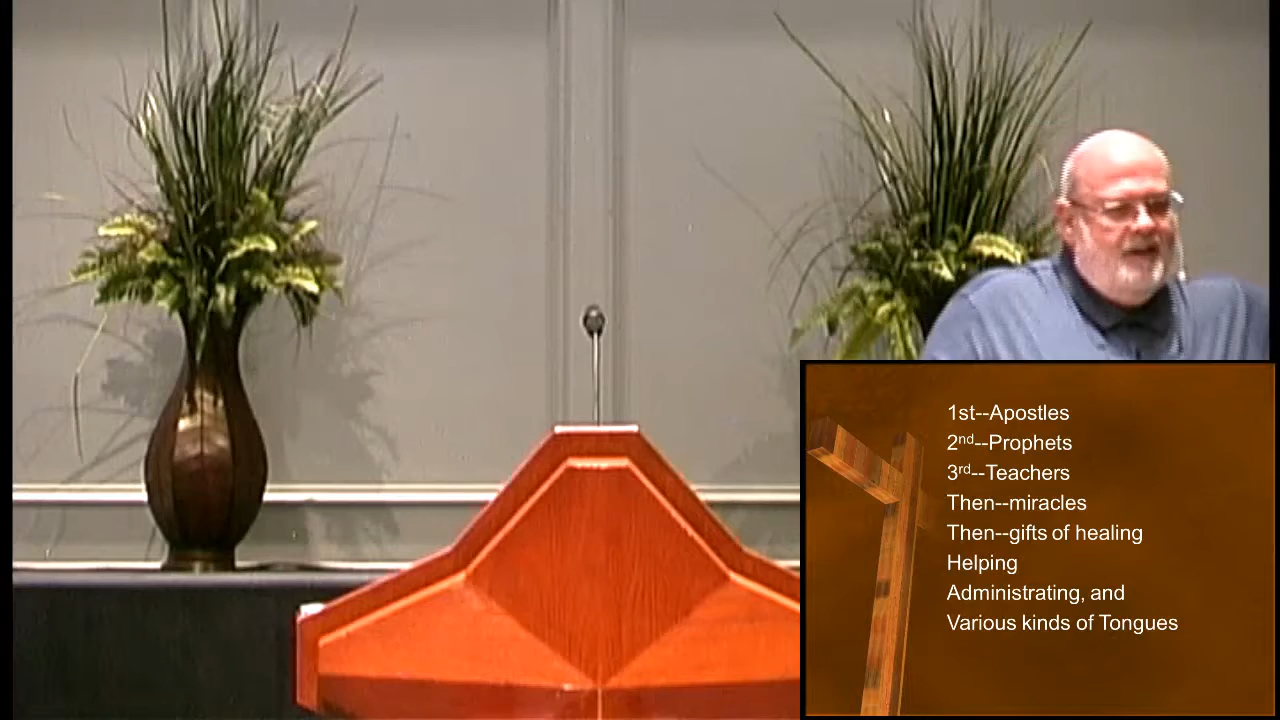 1st--Apostles
2nd--Prophets
3rd--Teachers
Then--miracles
Then--gifts of healing
Helping
Administrating, and
Various kinds of Tongues